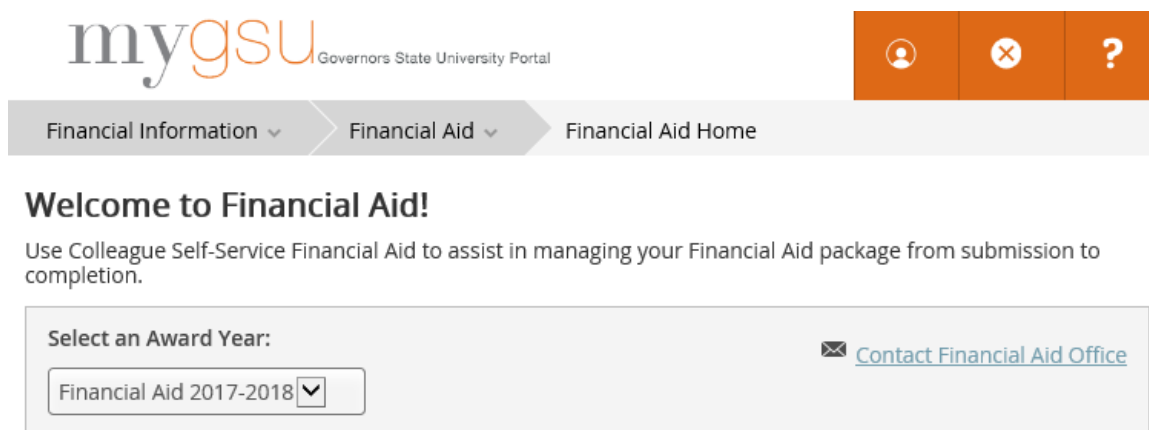 mygsu Governors State University Portal
?
Financial Information Financial Aid Financial Aid Home
Welcome to Financial Aid!
Use Colleague Self-Service Financial Aid to assist in managing your Financial Aid package from submission to
completion.
Select an Award Year:
Contact Financial Aid Office
Financial Aid 2017-2018